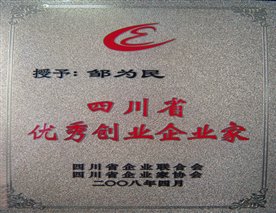 授予：邹为民
四川省
优秀创业企业家
四川省企业联合会
四川省企业家协会
二〇〇八年四月